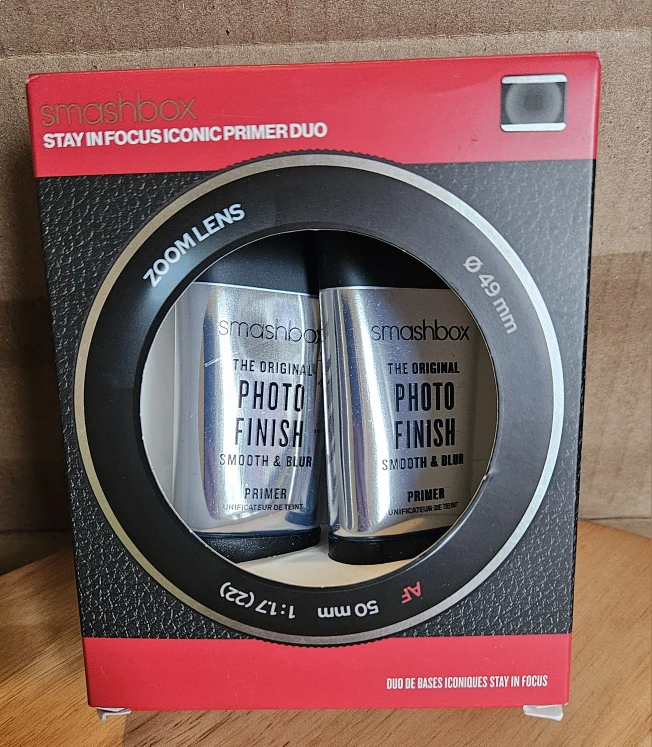 smashbox
STAY IN FOCUS ICONIC PRIMER DUO
ZOOM LENS
Ø 49 mm
smashbox
THE ORIGINAL
PHOTO
FINISH
SMOOTH & BLUR
PRIMER
UNIFICATEUR DE TEINT
smashbox
THE ORIGINAL
PHOTO
FINISH
SMOOTH & BLUR
PRIMER
UNIFICATEUR DE TEINT
AF
50 mm
1:1.7 (22)
DUO DE BASES ICONIQUES STAY IN FOCUS